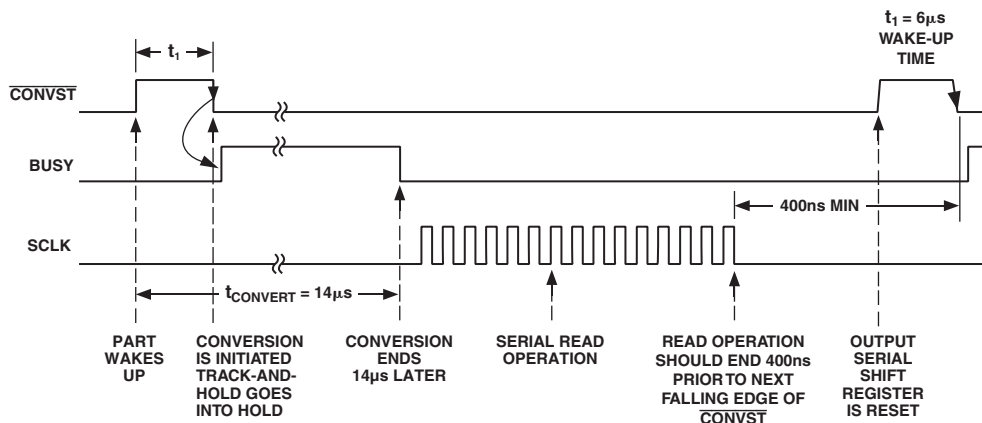 t₁ = 6μs
WAKE-UP
TIME
t₁
CONVST
BUSY
400ns MIN
SCLK
tCONVERT = 14μs
PART
WAKES
UP
CONVERSION
IS INITIATED
TRACK-AND-
HOLD GOES
INTO HOLD
CONVERSION
ENDS
14μs LATER
SERIAL READ
OPERATION
READ OPERATION
SHOULD END 400ns
PRIOR TO NEXT
FALLING EDGE OF
CONVST
OUTPUT
SERIAL
SHIFT
REGISTER
IS RESET